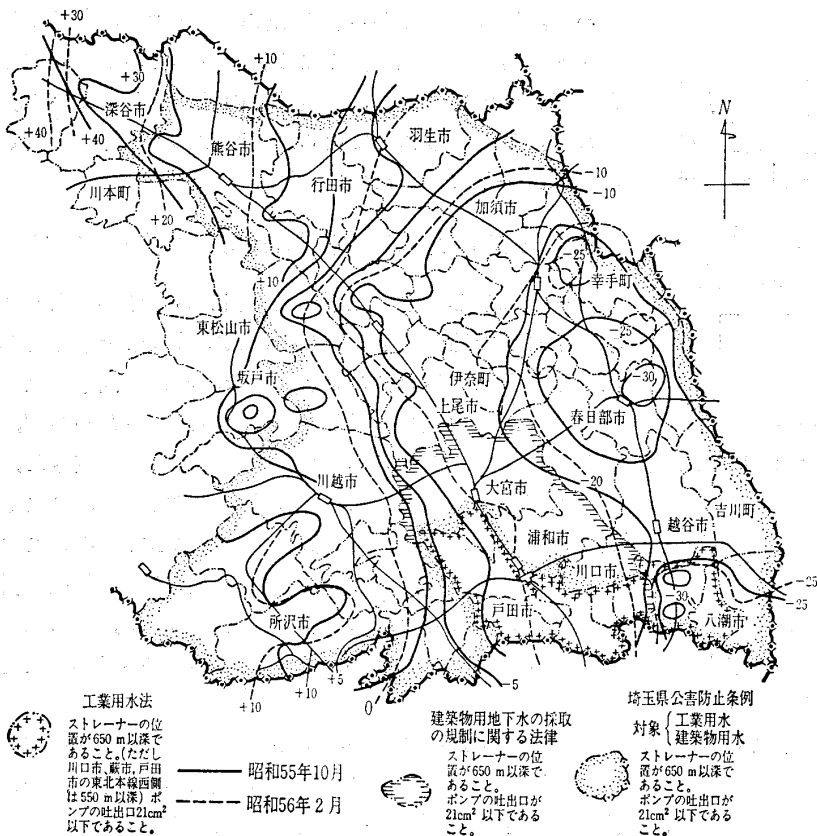 +30
+30
+10
N
深谷市
熊谷市
羽生市
行田市
+40
+40
川本町
+20
加須市
-10
-10
+10
-25
幸手町
東松山市
-25
坂戸市
伊奈町
上尾市
-30
春日部市
川越市
大宮市
-20
吉川町
越谷市
浦和市
川口市
-25
-25
-30
所沢市
戸田市
八潮市
+5
+10
+10
0
-5
工業用水法
ストレーナーの位
置が650m以深で
あること。(ただし
川口市、蕨市、戸田
市の東北本線西側
は550m以深)ポ
ンプの吐出口21cm²
以下であること。
昭和55年10月
昭和56年2月
建築物用地下水の採取
の規制に関する法律
ストレーナーの位
置が650m以深で
あること。
ポンプの吐出口が
21cm²以下である
こと。
埼玉県公害防止条例
対象{工業用水
建築物用水
ストレーナーの位
置が650m以深で
あること。
ポンプの吐出口が
21cm²以下である
こと。